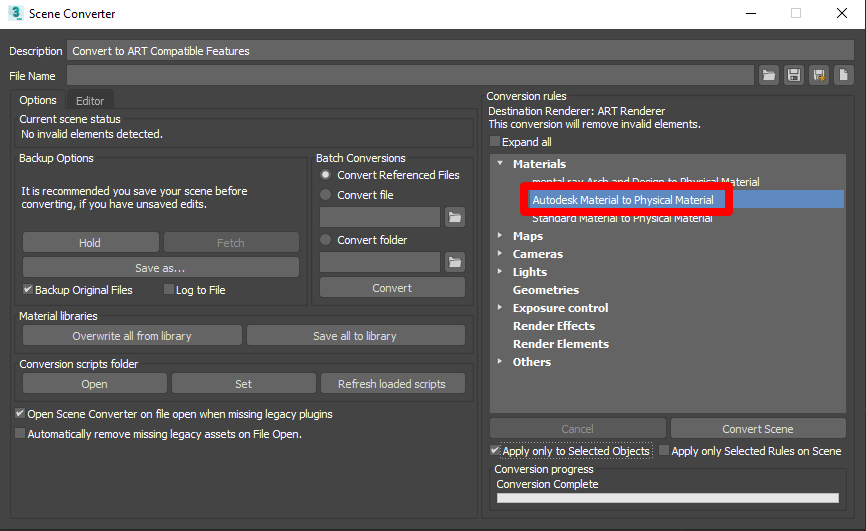 Scene Converter
Description Convert to ART Compatible Features
File Name
Options Editor
Current scene status
No invalid elements detected.
Backup Options
It is recommended you save your scene before
converting, if you have unsaved edits.
Hold Fetch
Save as...
Backup Original Files Log to File
Batch Conversions
Convert Referenced Files
Convert file
Convert folder
Convert
Material libraries
Overwrite all from library Save all to library
Conversion scripts folder
Open Set Refresh loaded scripts
Open Scene Converter on file open when missing legacy plugins
Automatically remove missing legacy assets on File Open.
Conversion rules
Destination Renderer: ART Renderer
This conversion will remove invalid elements.
Expand all
Materials
mental ray Arch and Design to Physical Material
Autodesk Material to Physical Material
Standard Material to Physical Material
Maps
Cameras
Lights
Geometries
Exposure control
Render Effects
Render Elements
Others
Cancel Convert Scene
Apply only to Selected Objects Apply only Selected Rules on Scene
Conversion progress
Conversion Complete